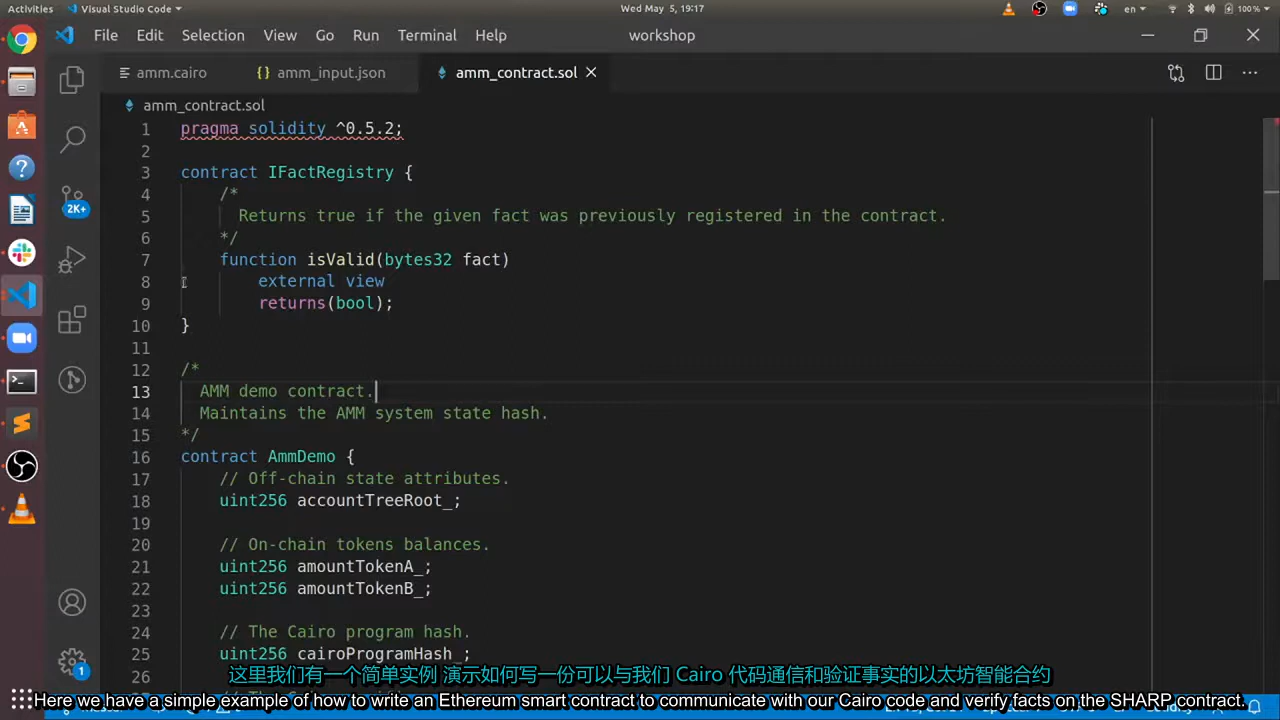 Activities Visual Studio Code Wed May 5, 19:17 en 100%
File Edit Selection View Go Run Terminal Help workshop
amm.cairo {} amm_input.json amm_contract.sol
amm_contract.sol
1 pragma solidity ^0.5.2;
2
3 contract IFactRegistry {
4 /*
5 Returns true if the given fact was previously registered in the contract.
6 */
7 function isValid(bytes32 fact)
8 external view
9 returns(bool);
10 }
11
12 /*
13 AMM demo contract.
14 Maintains the AMM system state hash.
15 */
16 contract AmmDemo {
17 // Off-chain state attributes.
18 uint256 accountTreeRoot_;
19
20 // On-chain tokens balances.
21 uint256 amountTokenA_;
22 uint256 amountTokenB_;
23
24 // The Cairo program hash.
25 uint256 cairoProgramHash_;
26
2K+
1
这里我们有一个简单实例 演示如何写一份可以与我们 Cairo 代码通信和验证事实的以太坊智能合约
Here we have a simple example of how to write an Ethereum smart contract to communicate with our Cairo code and verify facts on the SHARP contract.